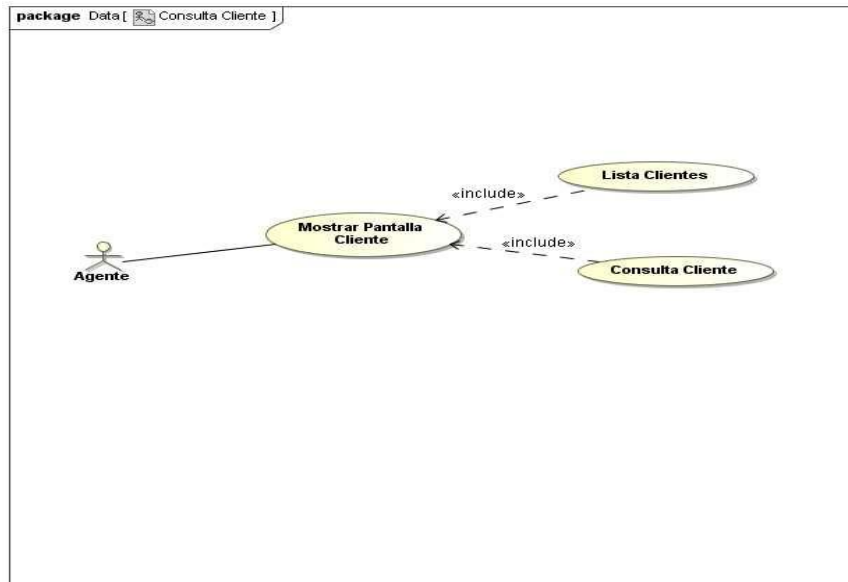 package Data [ Consulta Cliente ]
Lista Clientes
«include»
Mostrar Pantalla
Cliente
«include»
Agente
Consulta Cliente